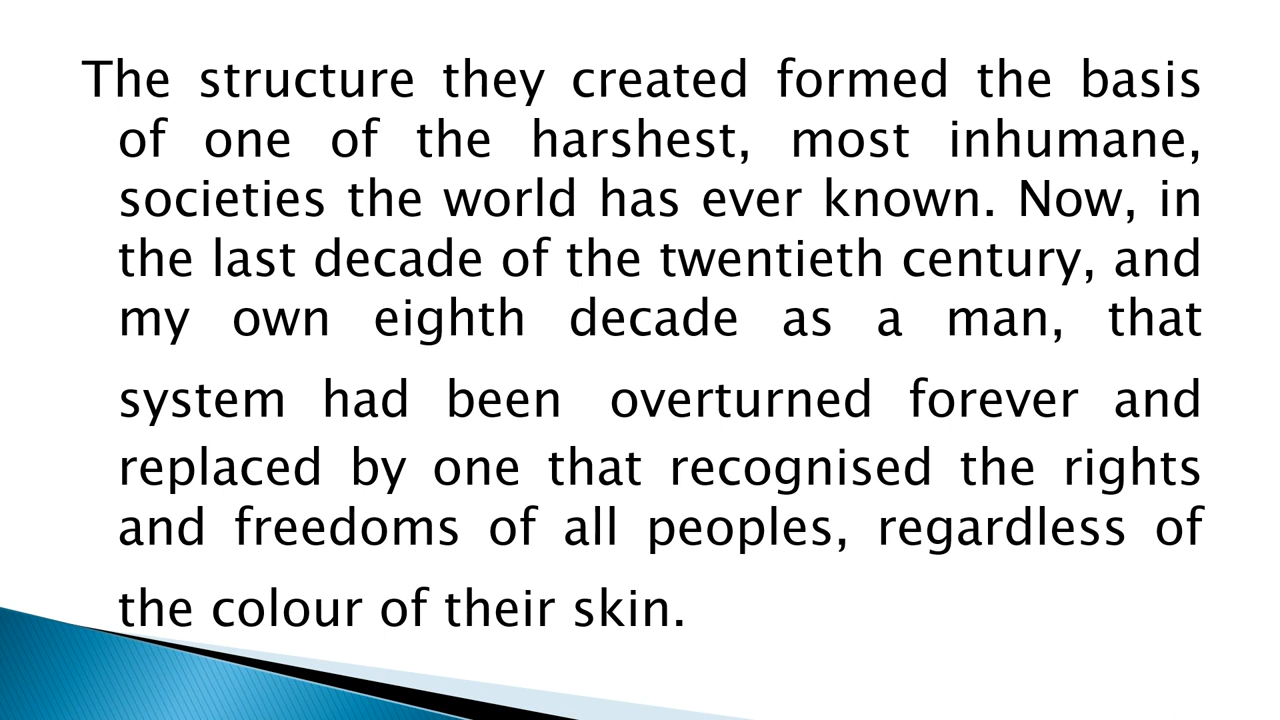 The structure they created formed the basis
of one of the harshest, most inhumane,
societies the world has ever known. Now, in
the last decade of the twentieth century, and
my own eighth decade as a man, that
system had been overturned forever and
replaced by one that recognised the rights
and freedoms of all peoples, regardless of
the colour of their skin.